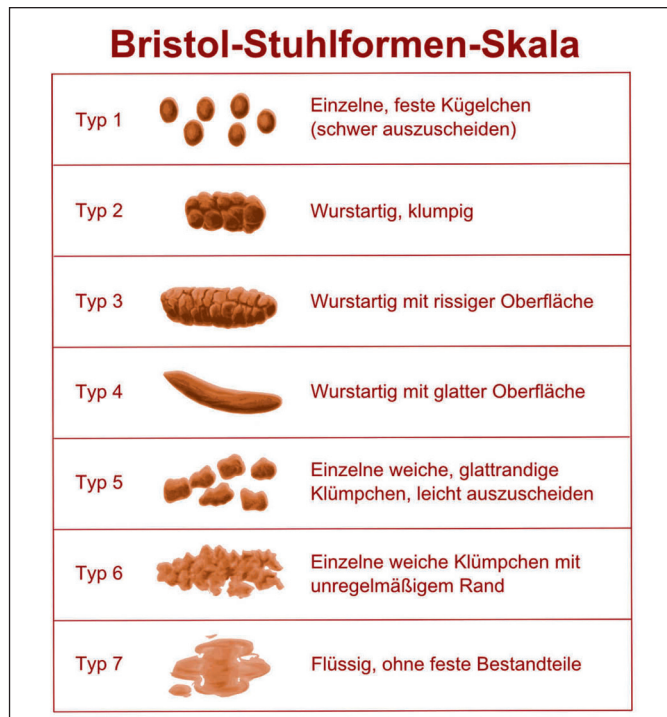 Bristol-Stuhlformen-Skala
Typ 1
Einzelne, feste Kügelchen
(schwer auszuscheiden)
Typ 2
Wurstartig, klumpig
Typ 3
Wurstartig mit rissiger Oberfläche
Typ 4
Wurstartig mit glatter Oberfläche
Typ 5
Einzelne weiche, glattrandige
Klümpchen, leicht auszuscheiden
Typ 6
Einzelne weiche Klümpchen mit
unregelmäßigem Rand
Typ 7
Flüssig, ohne feste Bestandteile